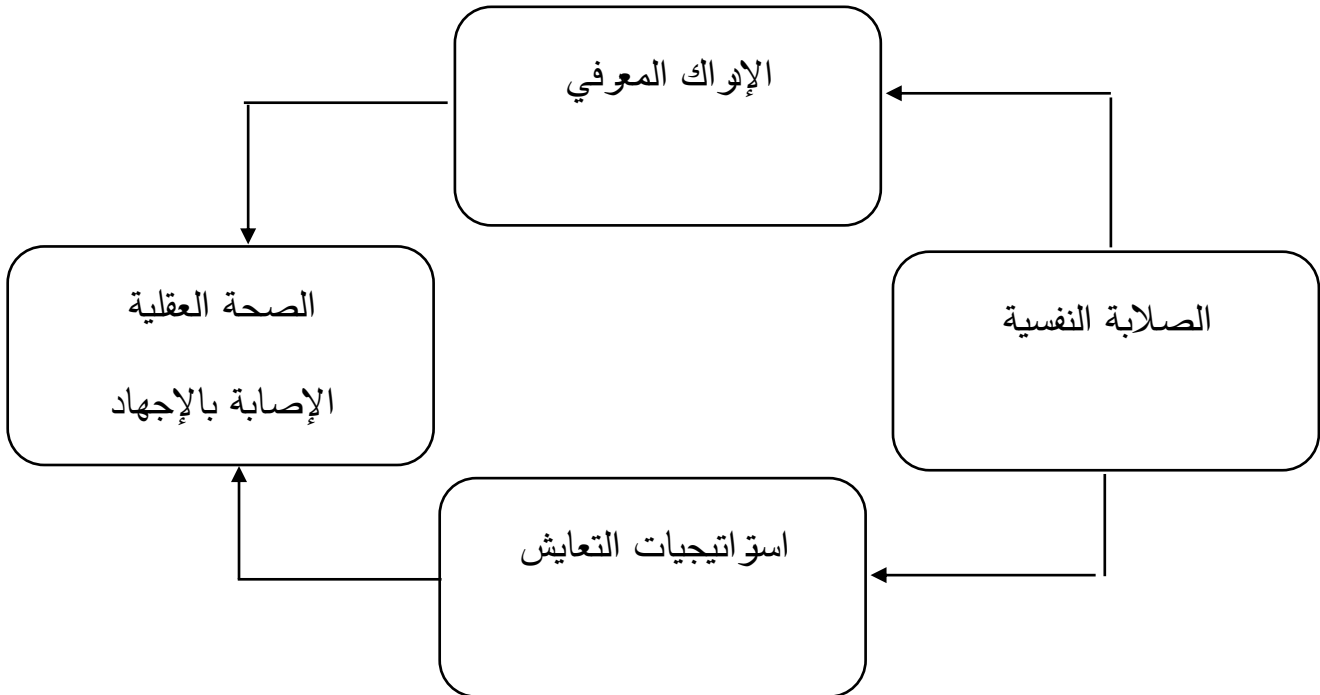 الإدراك المعرفي
الصلابة النفسية
الصحة العقلية
الإصابة بالإجهاد
استراتيجيات التعايش